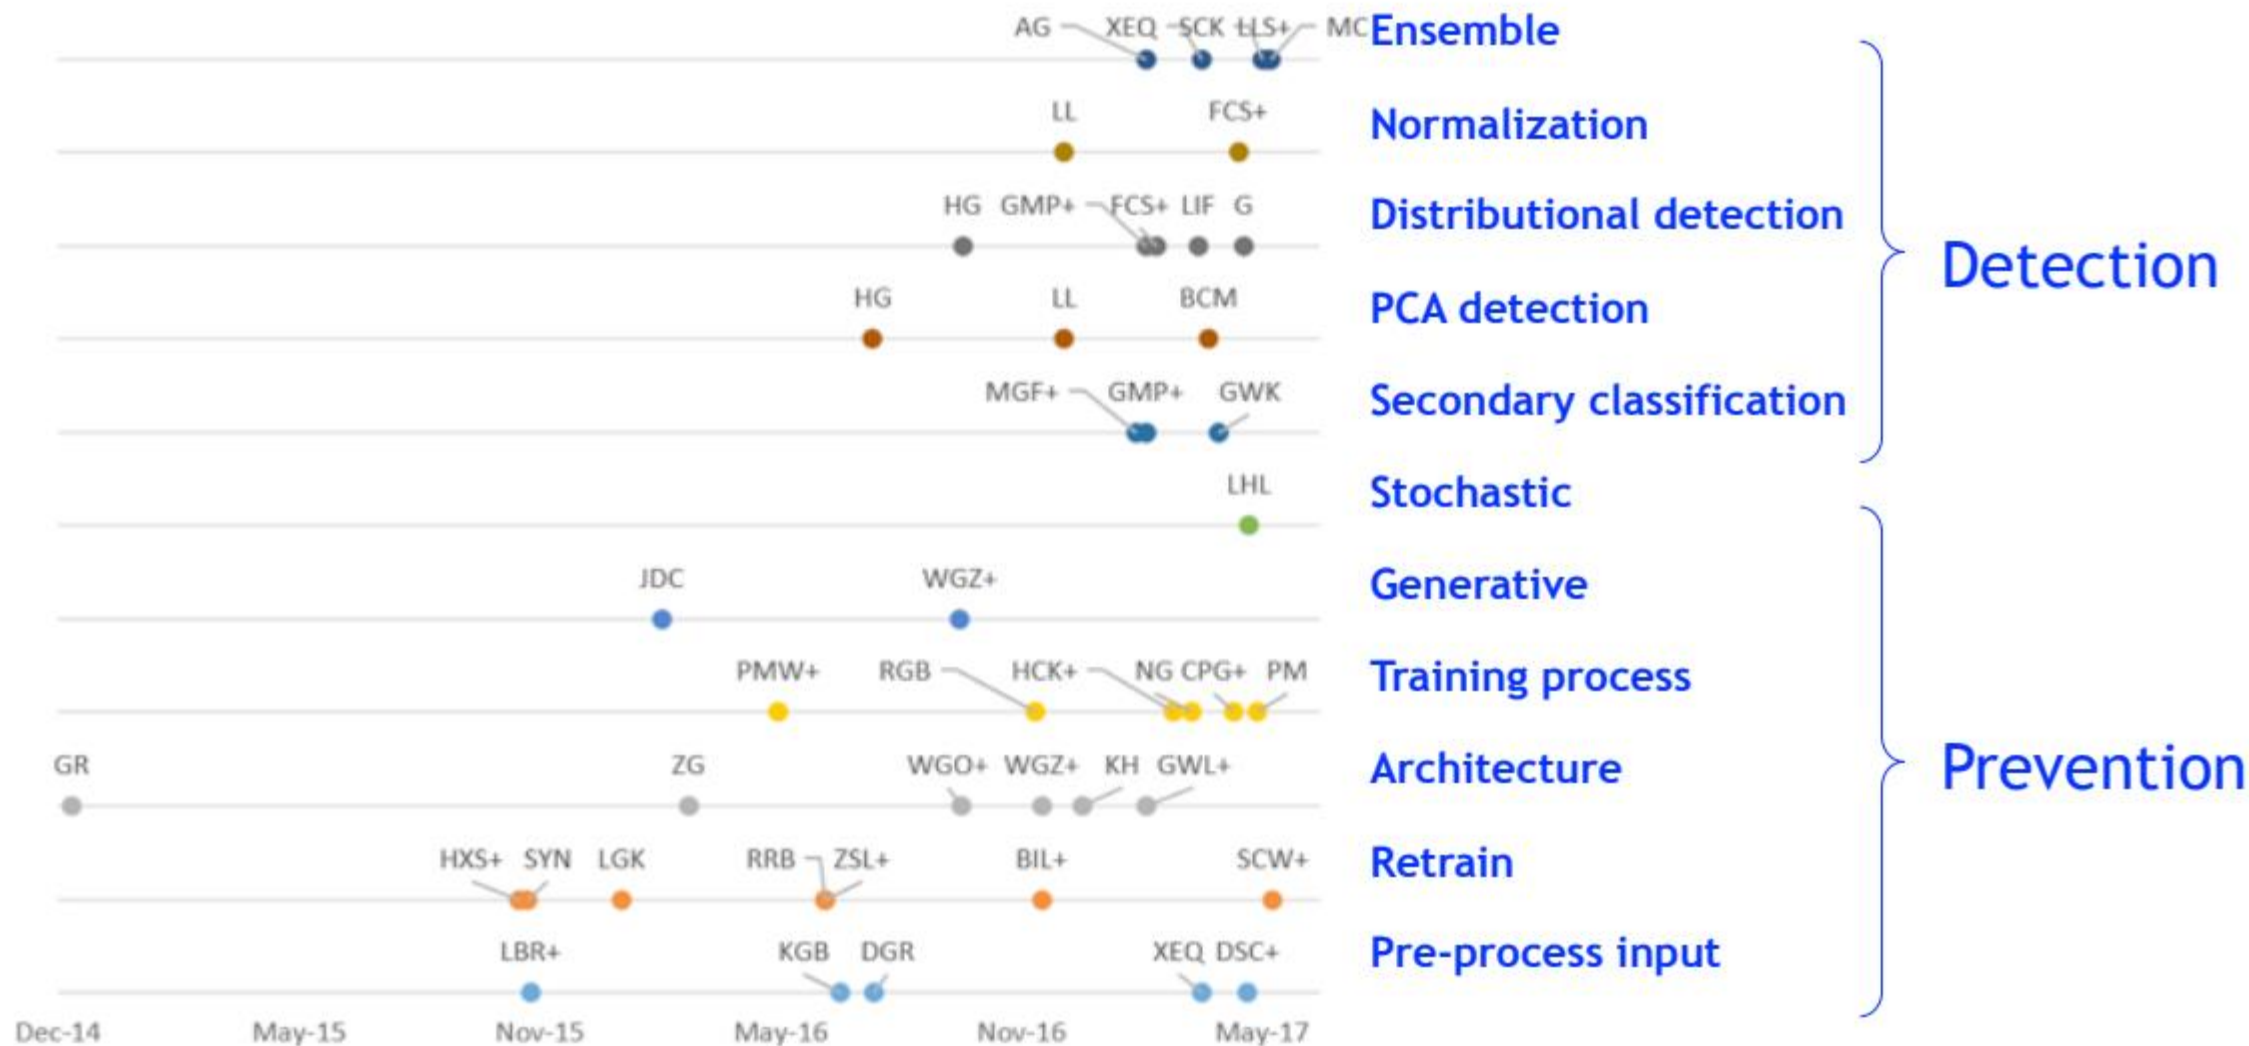 AG XEQ SCK LLS+ MC Ensemble
LL FCS+ Normalization
HG GMP+ FCS+ LIF G Distributional detection
Detection
HG LL BCM PCA detection
MGF+ GMP+ GWK Secondary classification
LHL Stochastic
JDC WGZ+ Generative
PMW+ RGB HCK+ NG CPG+ PM Training process
GR ZG WGO+ WGZ+ KH GWL+ Architecture
Prevention
HXS+ SYN LGK RRB ZSL+ BIL+ SCW+ Retrain
LBR+ KGB DGR XEQ DSC+ Pre-process input
Dec-14 May-15 Nov-15 May-16 Nov-16 May-17